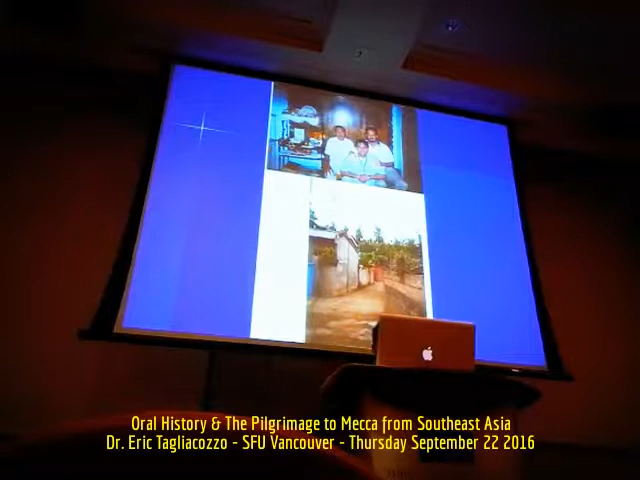 Oral History & The Pilgrimage to Mecca from Southeast Asia
Dr. Eric Tagliacozzo - SFU Vancouver - Thursday September 22 2016